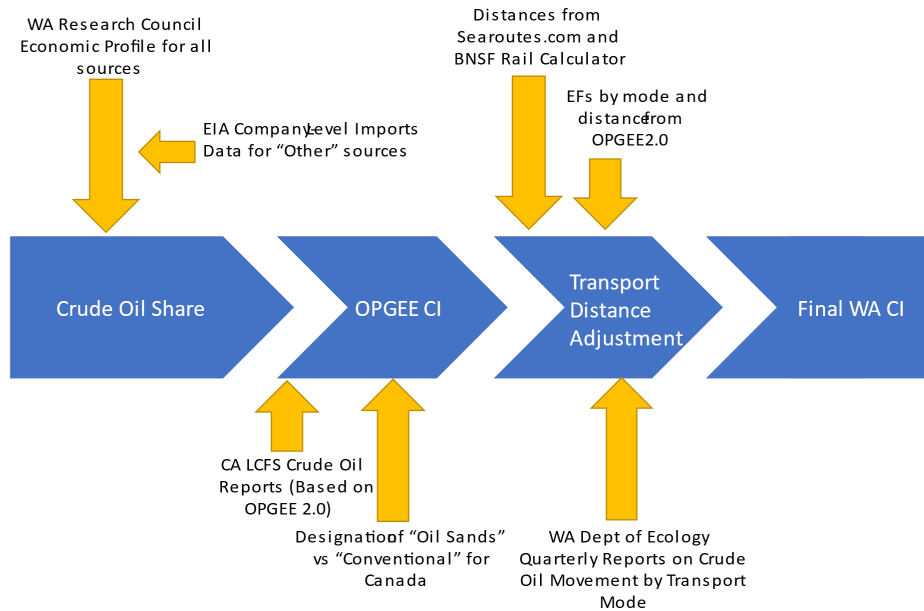 WA Research Council
Economic Profile for all
sources
EIA Company-Level Imports
Data for “Other” sources
Distances from
Searoutes.com and
BNSF Rail Calculator
EFs by mode and
distance from
OPGEE2.0
Crude Oil Share
OPGEE CI
Transport
Distance
Adjustment
Final WA CI
CA LCFS Crude Oil
Reports (Based on
OPGEE 2.0)
Designation of “Oil Sands”
vs “Conventional” for
Canada
WA Dept of Ecology
Quarterly Reports on Crude
Oil Movement by Transport
Mode